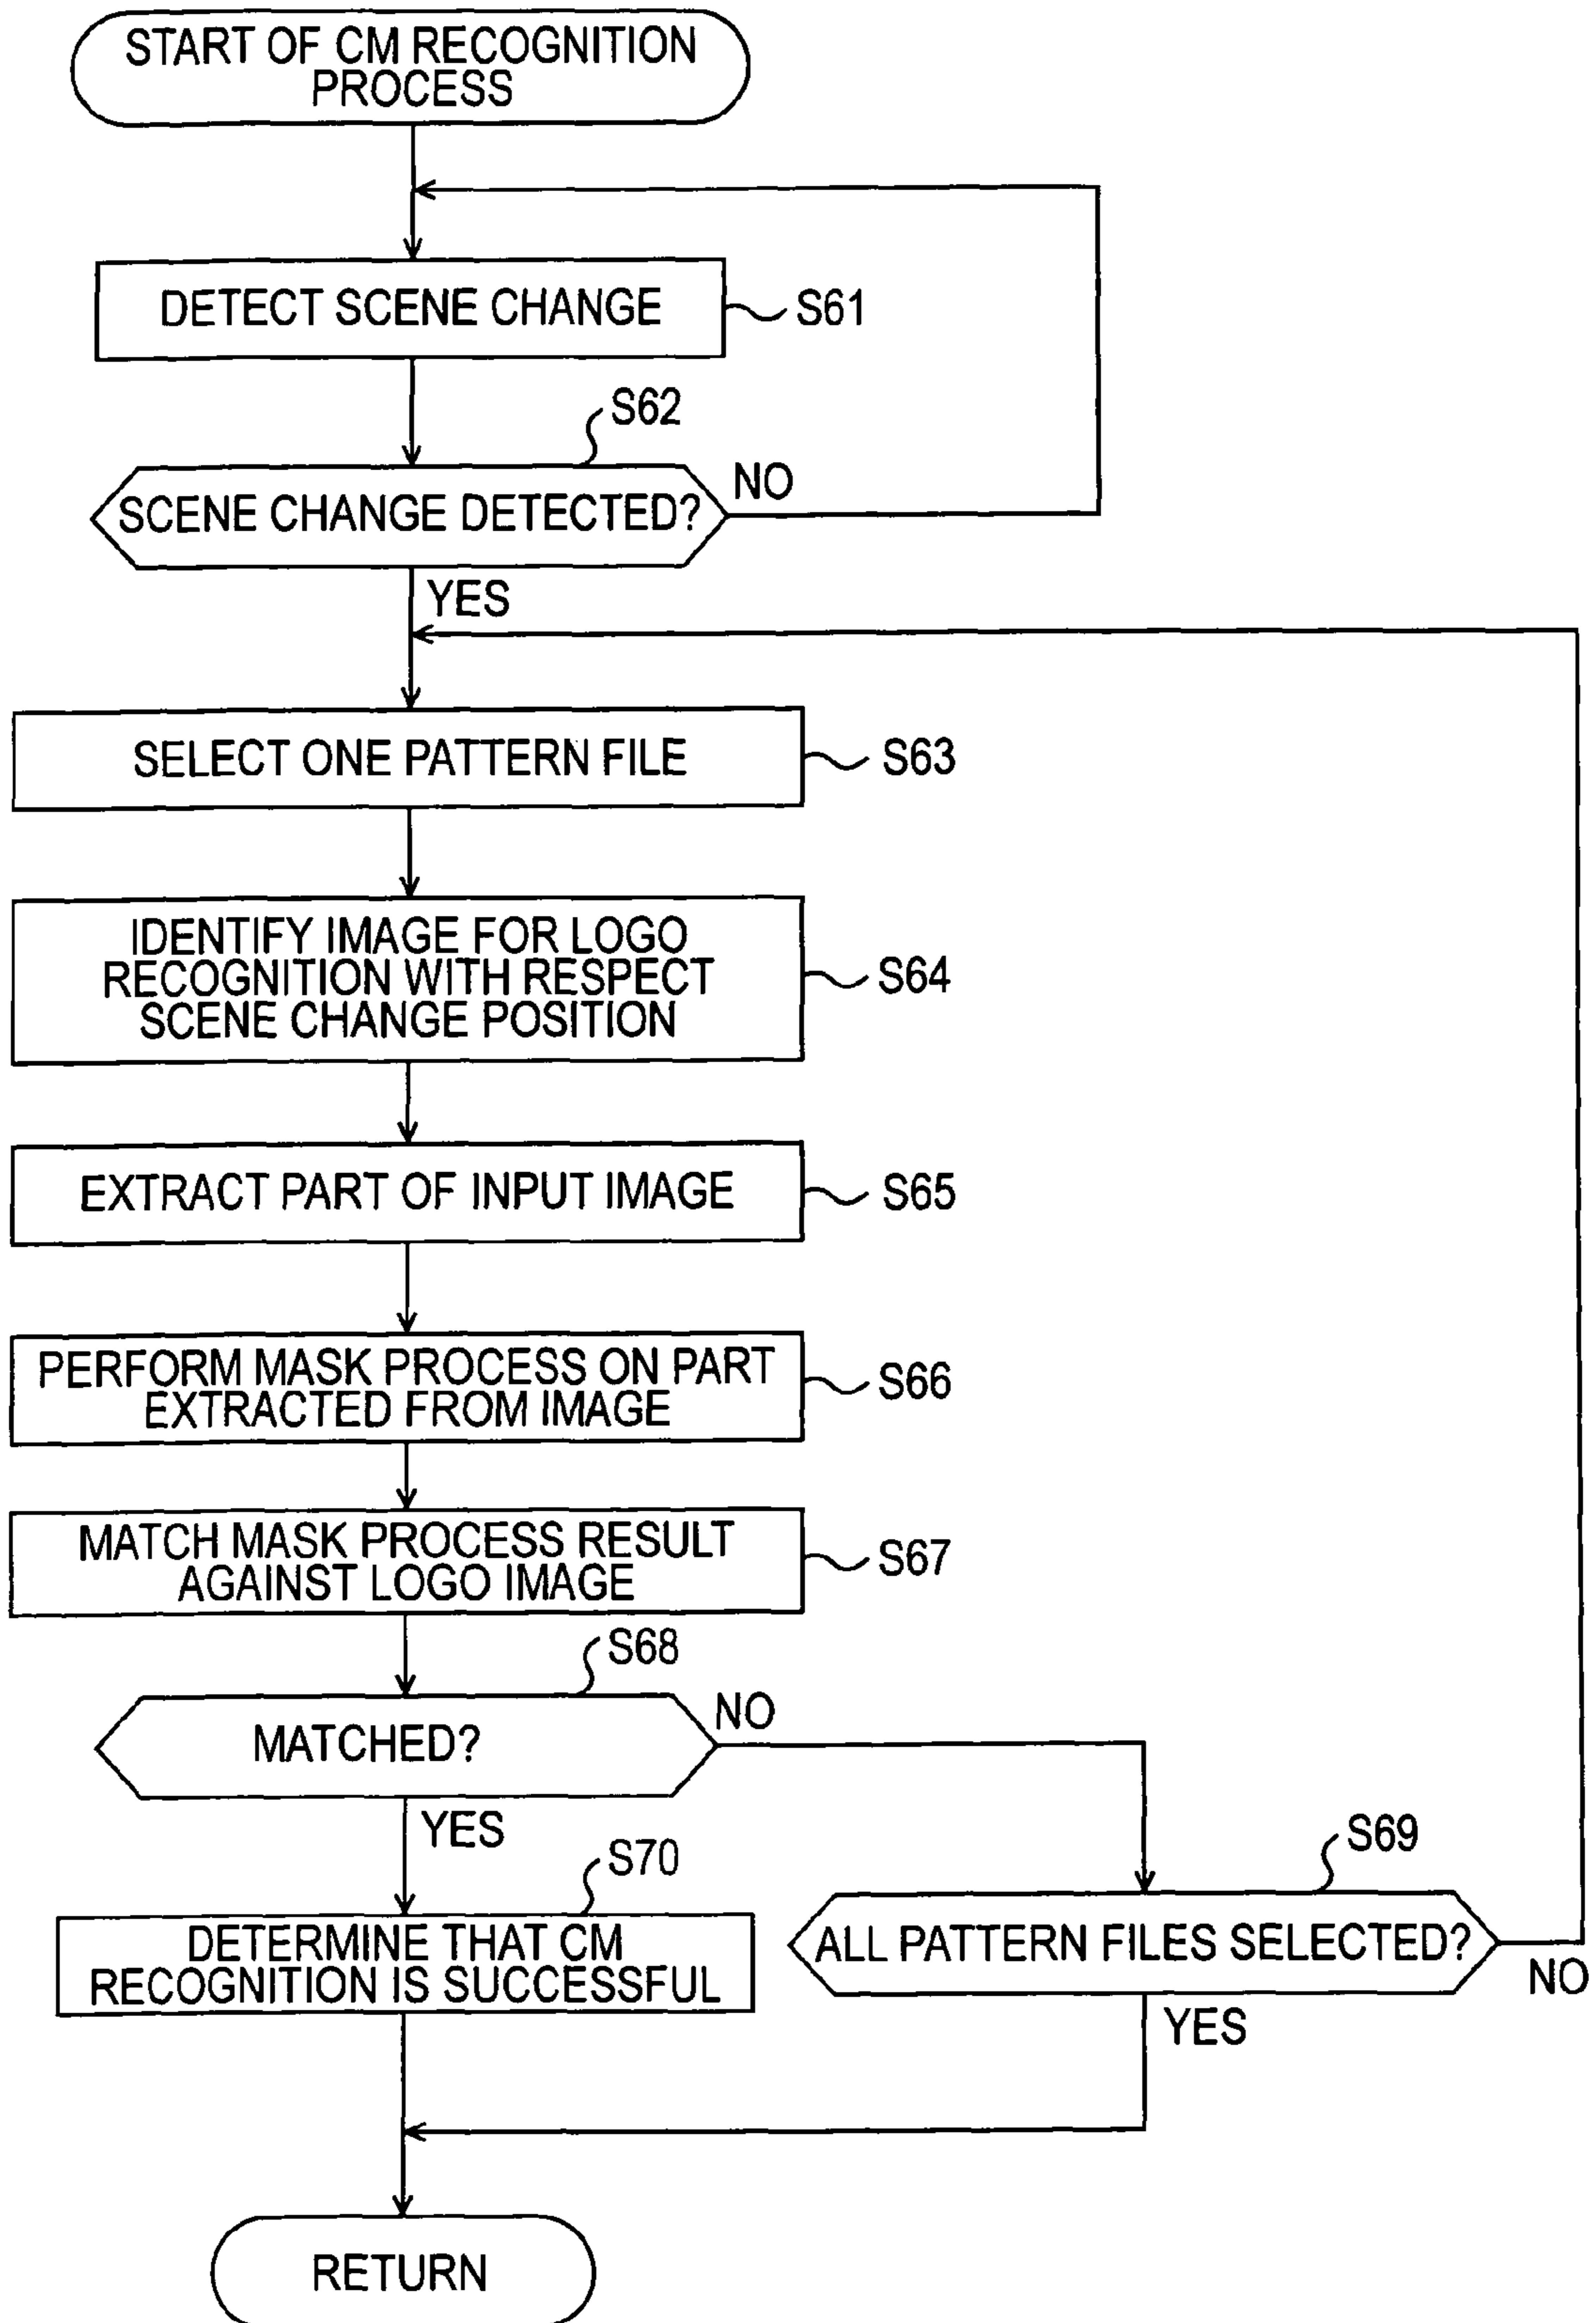 START OF CM RECOGNITION
PROCESS
DETECT SCENE CHANGE
S61
S62
SCENE CHANGE DETECTED?
NO
YES
SELECT ONE PATTERN FILE
S63
IDENTIFY IMAGE FOR LOGO
RECOGNITION WITH RESPECT
SCENE CHANGE POSITION
S64
EXTRACT PART OF INPUT IMAGE
S65
PERFORM MASK PROCESS ON PART
EXTRACTED FROM IMAGE
S66
MATCH MASK PROCESS RESULT
AGAINST LOGO IMAGE
S67
S68
MATCHED?
NO
YES
S69
ALL PATTERN FILES SELECTED?
NO
YES
S70
DETERMINE THAT CM
RECOGNITION IS SUCCESSFUL
RETURN